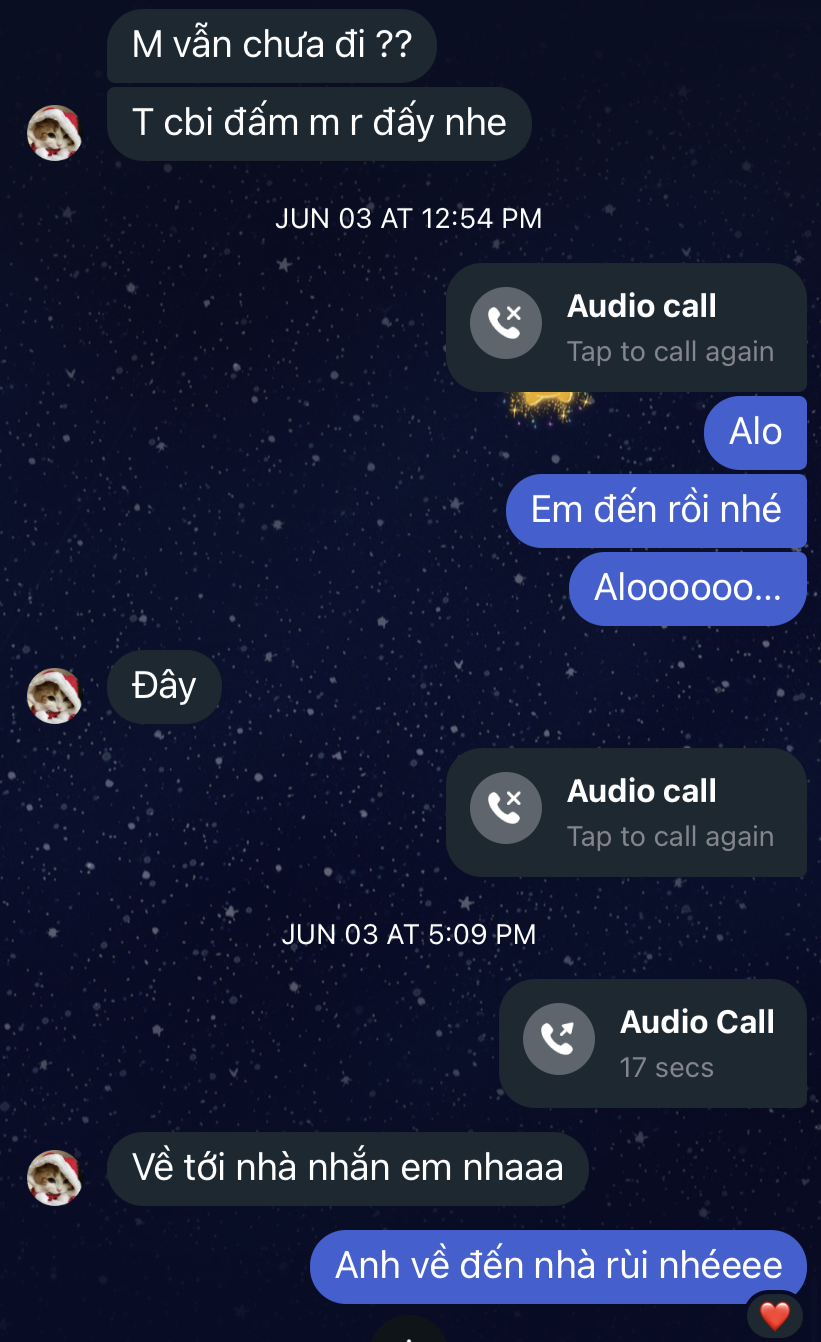 M vẫn chưa đi ??
T cbi đấm m r đấy nhe
JUN 03 AT 12:54 PM
Audio call
Tap to call again
Alo
Em đến rồi nhé
Aloooooo...
Đây
Audio call
Tap to call again
JUN 03 AT 5:09 PM
Audio Call
17 secs
Về tới nhà nhắn em nhaaa
Anh về đến nhà rùi nhéeee